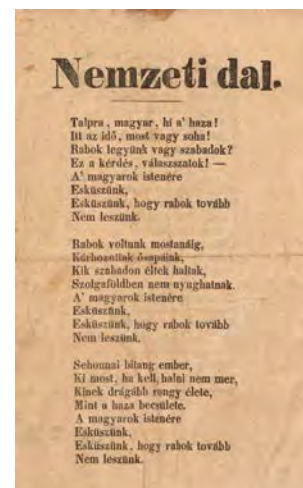 Nemzeti dal.
Talpra, magyar, hí a' haza!
Itt az idő, most vagy soha!
Rabok legyünk vagy szabadok?
Ez a kérdés, válaszszatok! —
A' magyarok istenére
Esküszünk,
Esküszünk, hogy rabok tovább
Nem leszünk.
Rabok voltunk mostanáig,
Kárhozottak ősapáink,
Kik szabadon éltek haltak,
Szolgaföldben nem nyughatnak.
A' magyarok istenére
Esküszünk,
Esküszünk, hogy rabok tovább
Nem leszünk.
Sehonnai bitang ember,
Ki most, ha kell, halni nem mer,
Kinek drágább rongy élete,
Mint a haza becsülete.
A magyarok istenére
Esküszünk,
Esküszünk, hogy rabok tovább
Nem leszünk.